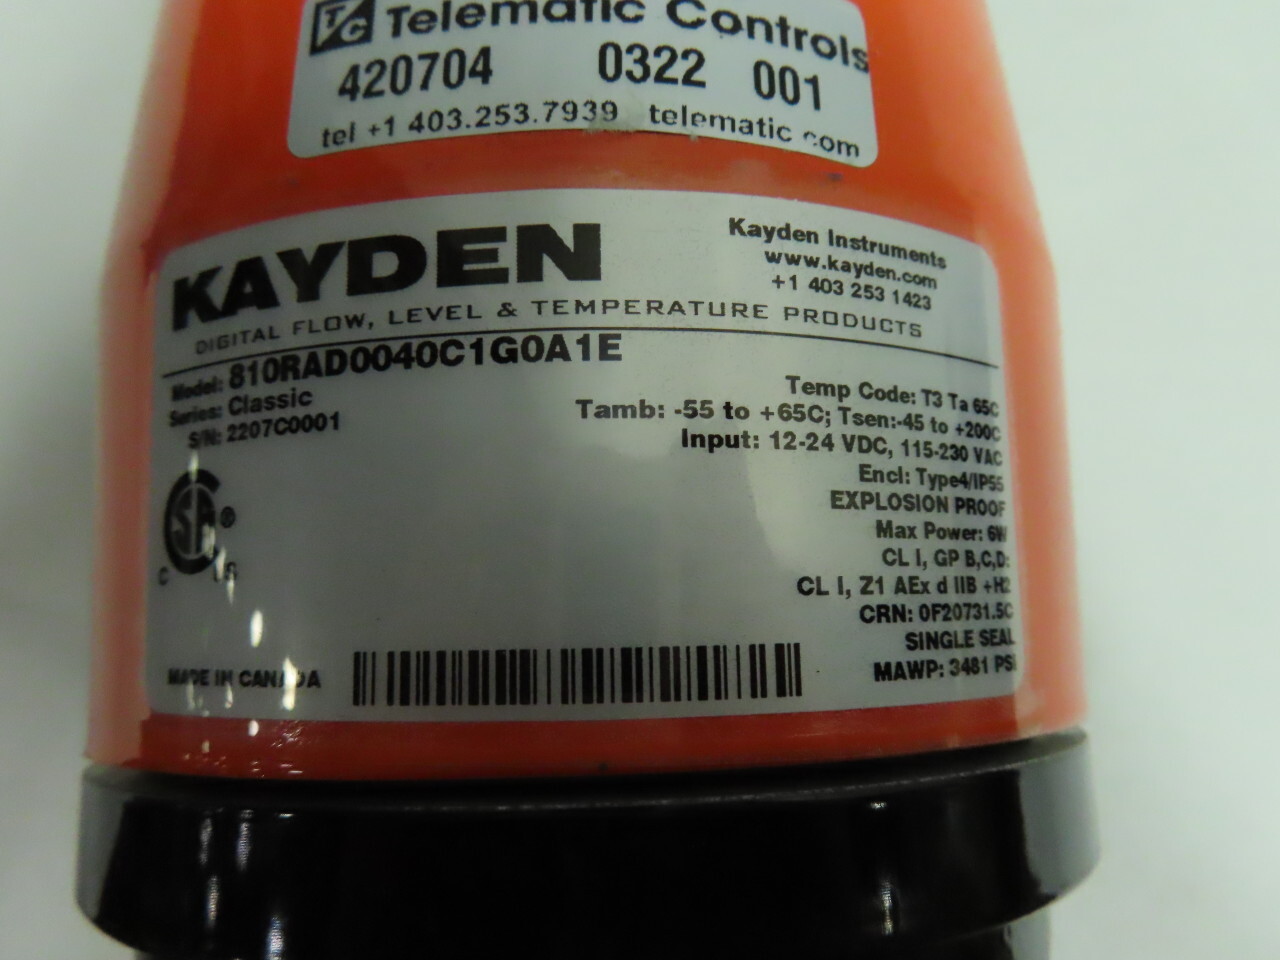 TC Telematic Controls
420704 0322 001
tel +1 403.253.7939 telematic.com
KAYDEN
DIGITAL FLOW, LEVEL & TEMPERATURE PRODUCTS
Kayden Instruments
www.kayden.com
+1 403 253 1423
Model: 810RAD0040C1G0A1E
Series: Classic
S/N: 2207C0001
Temp Code: T3 Ta 65C
Tamb: -55 to +65C; Tsen:-45 to +200C
Input: 12-24 VDC, 115-230 VAC
Encl: Type4/IP55
EXPLOSION PROOF
Max Power: 6W
CL I, GP B,C,D:
CL I, Z1 AEx d IIB +H2
CRN: 0F20731.5C
SINGLE SEAL
MAWP: 3481 PSI
SA ®
C US
MADE IN CANADA